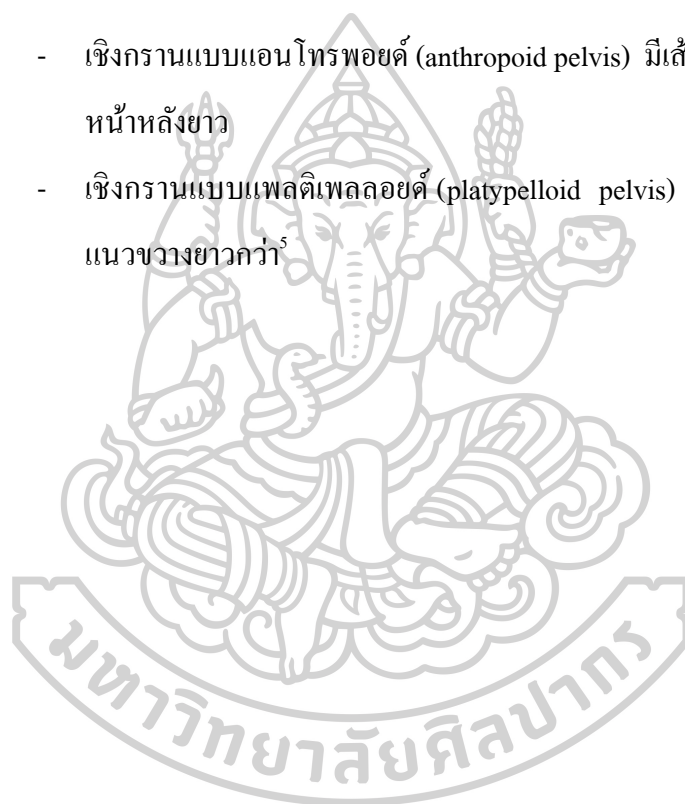 - เชิงกรานแบบแอนโทรพอยด์ (anthropoid pelvis) มีเส้
หน้าหลังยาว
- เชิงกรานแบบแพลติเพลลอยด์ (platypelloid pelvis)
แนวขวางยาวกว่า⁵
มหาวิทยาลัยศิลปากร